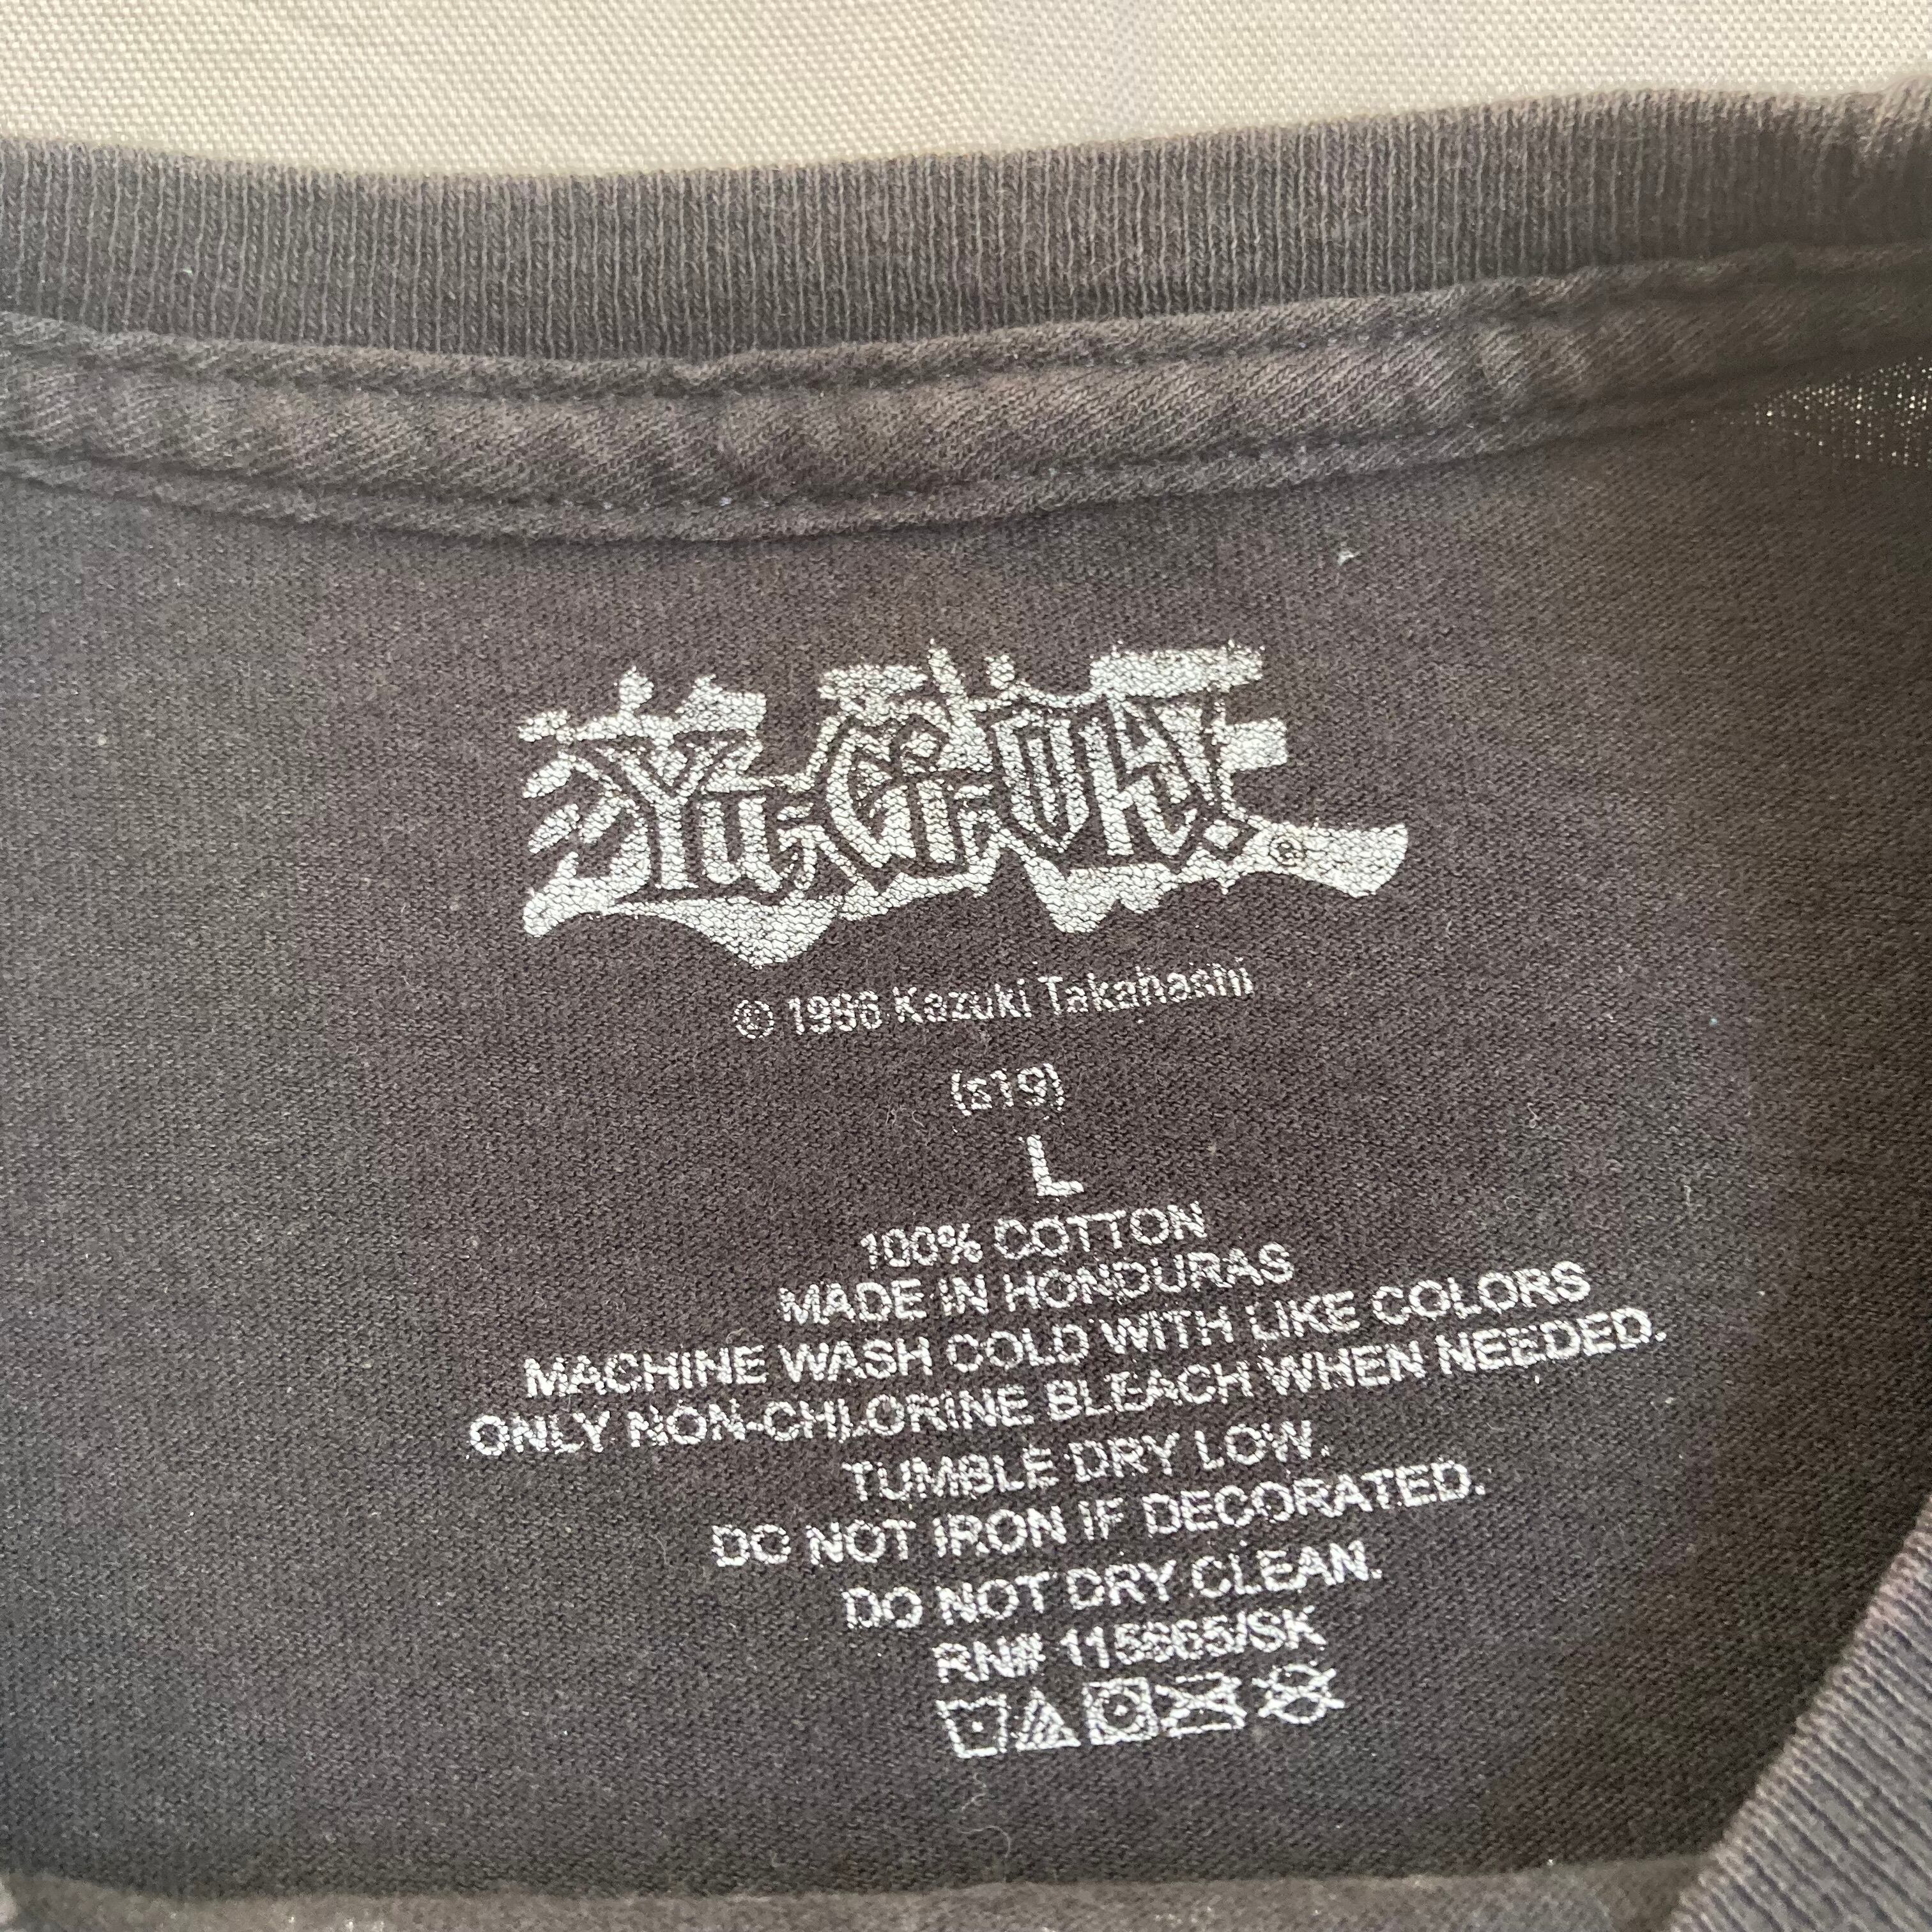 Yu-Gi-Oh! ®
© 1996 Kazuki Takahashi
(s19)
L
100% COTTON
MADE IN HONDURAS
MACHINE WASH COLD WITH LIKE COLORS
ONLY NON-CHLORINE BLEACH WHEN NEEDED.
TUMBLE DRY LOW.
DO NOT IRON IF DECORATED.
DO NOT DRY CLEAN.
RN# 115665/SK